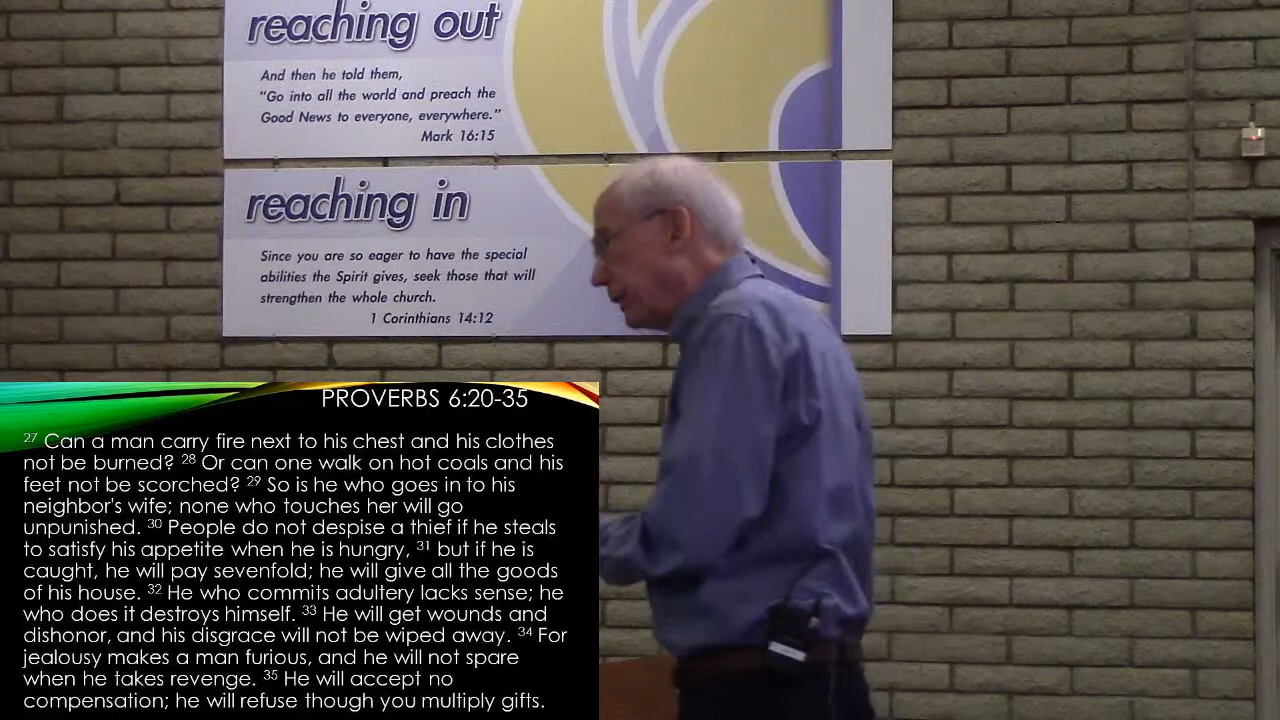 reaching out
And then he told them,
"Go into all the world and preach the
Good News to everyone, everywhere."
Mark 16:15
reaching in
Since you are so eager to have the special
abilities the Spirit gives, seek those that will
strengthen the whole church.
1 Corinthians 14:12
PROVERBS 6:20-35
27 Can a man carry fire next to his chest and his clothes
not be burned? 28 Or can one walk on hot coals and his
feet not be scorched? 29 So is he who goes in to his
neighbor's wife; none who touches her will go
unpunished. 30 People do not despise a thief if he steals
to satisfy his appetite when he is hungry, 31 but if he is
caught, he will pay sevenfold; he will give all the goods
of his house. 32 He who commits adultery lacks sense; he
who does it destroys himself. 33 He will get wounds and
dishonor, and his disgrace will not be wiped away. 34 For
jealousy makes a man furious, and he will not spare
when he takes revenge. 35 He will accept no
compensation; he will refuse though you multiply gifts.